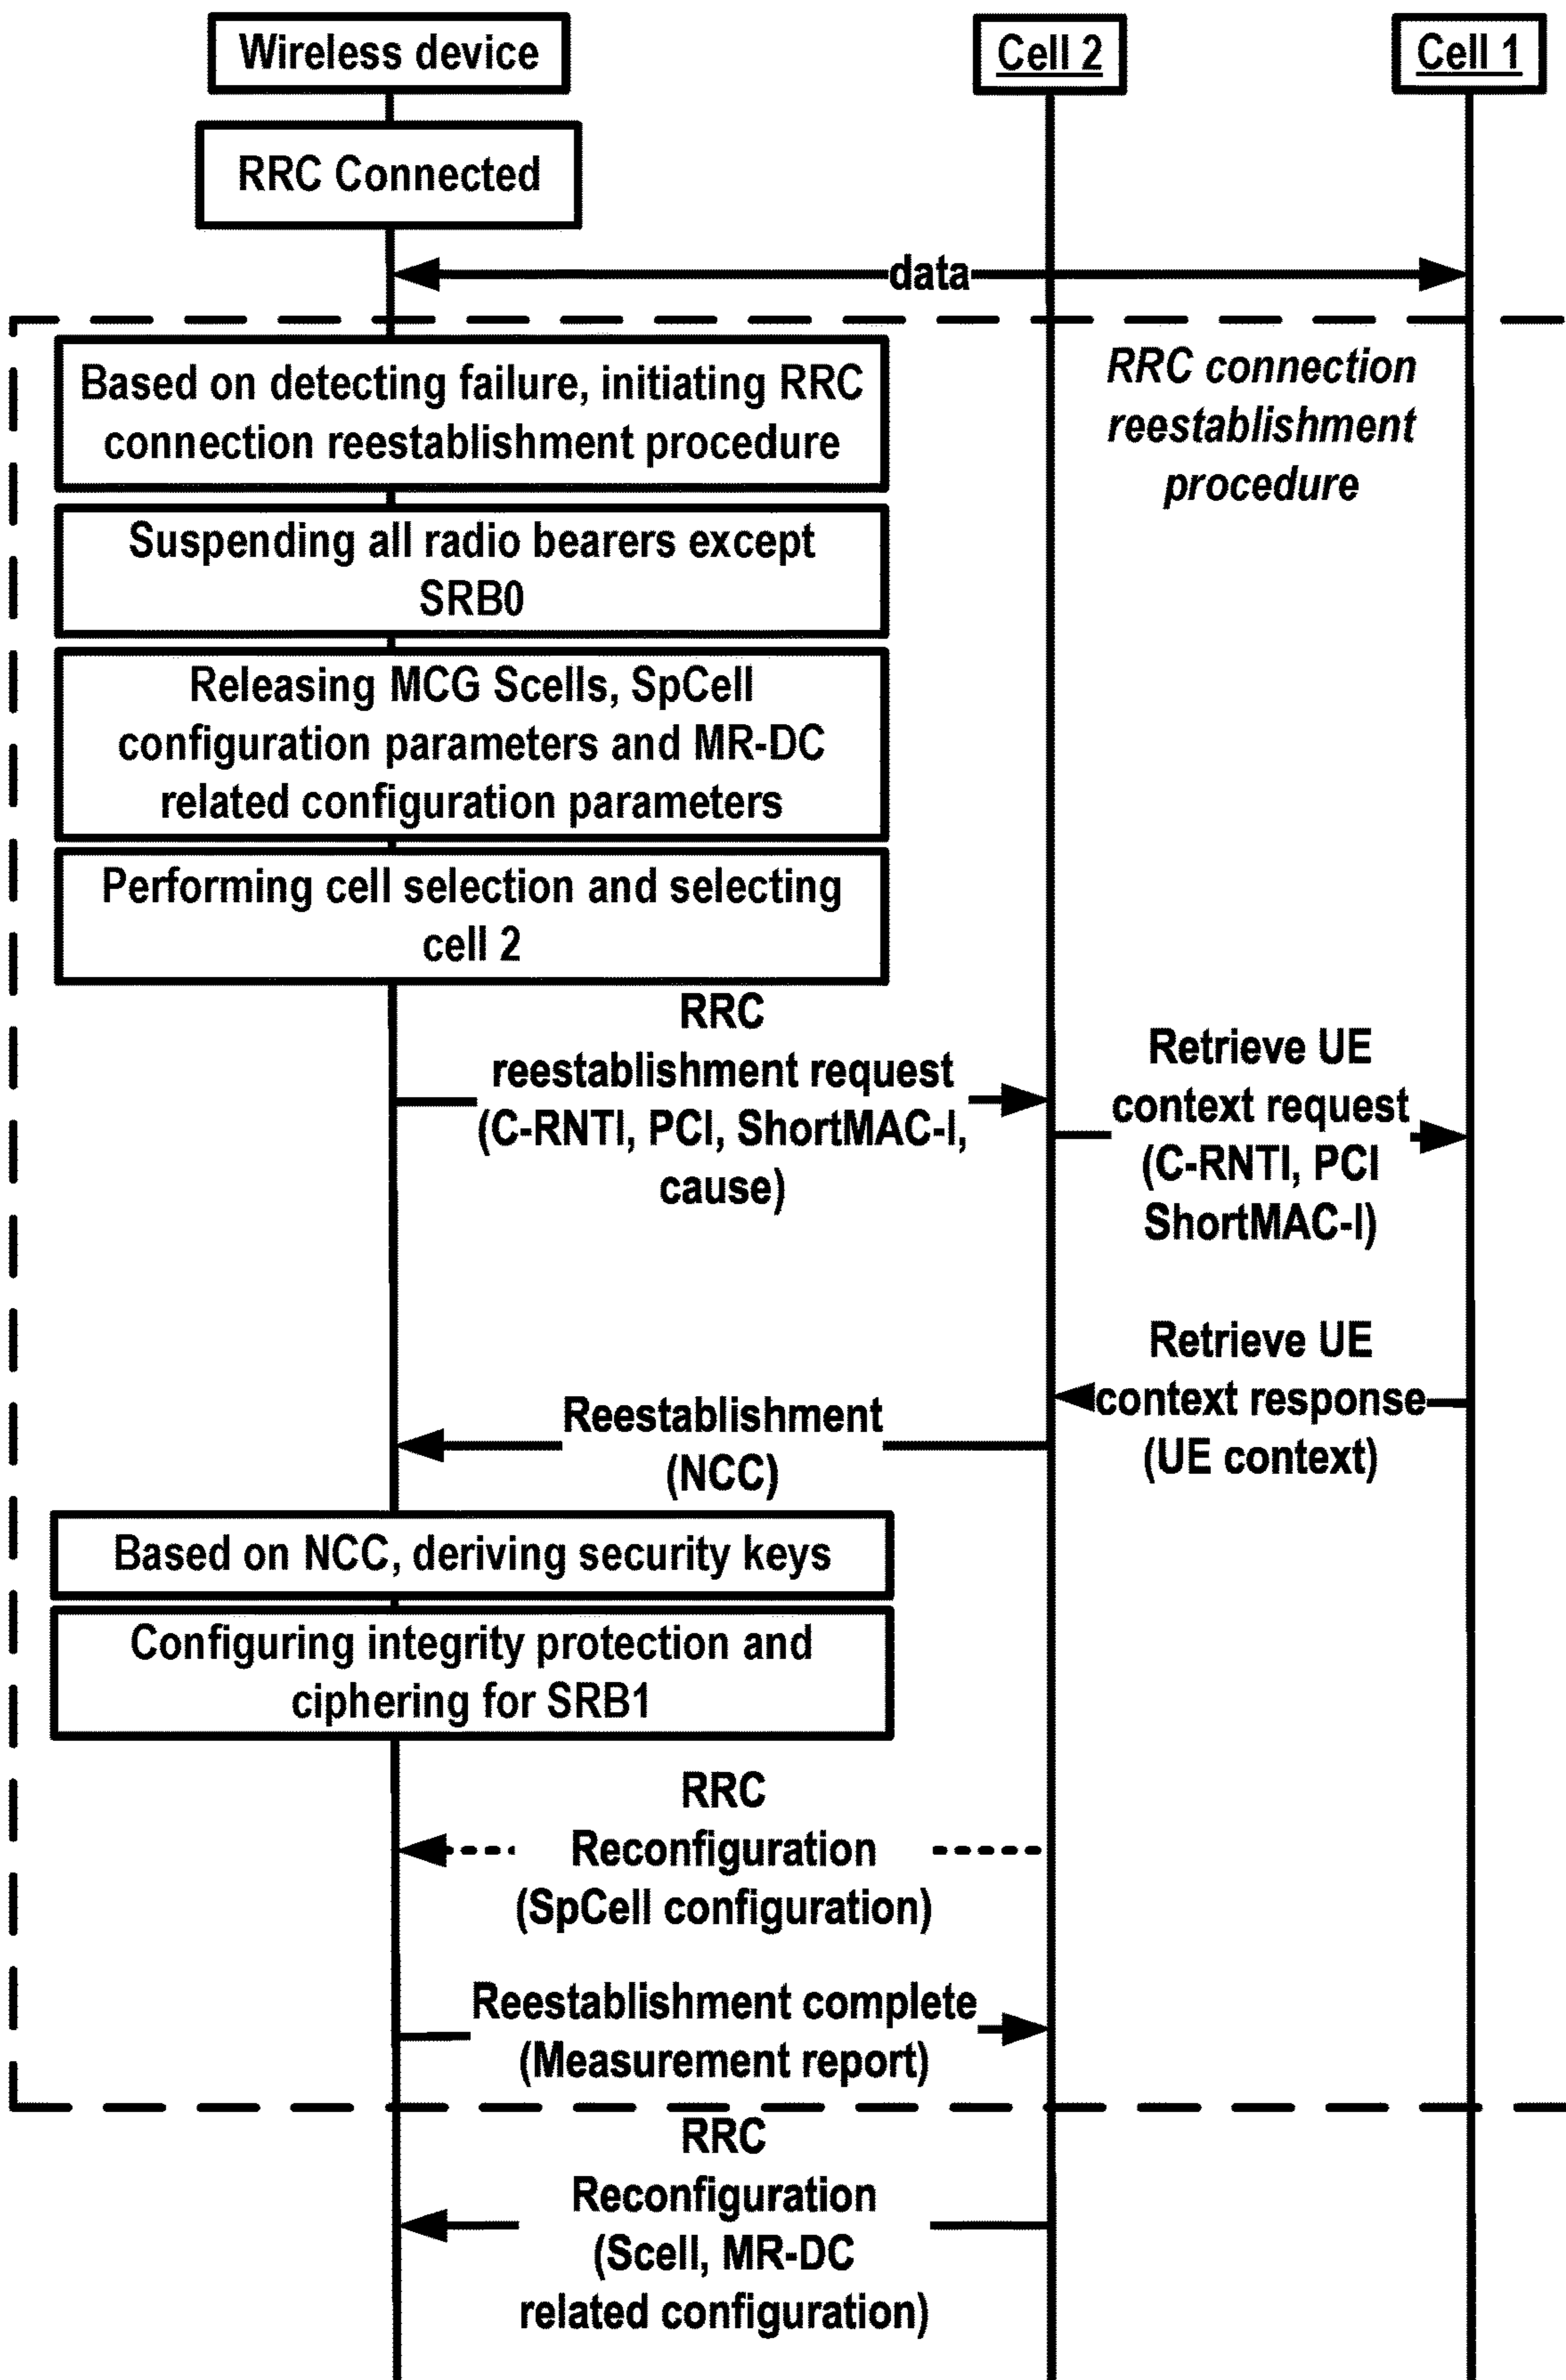 Wireless device
Cell 2
Cell 1
RRC Connected
data
Based on detecting failure, initiating RRC
connection reestablishment procedure
RRC connection
reestablishment
procedure
Suspending all radio bearers except
SRB0
Releasing MCG Scells, SpCell
configuration parameters and MR-DC
related configuration parameters
Performing cell selection and selecting
cell 2
RRC
reestablishment request
(C-RNTI, PCI, ShortMAC-I,
cause)
Retrieve UE
context request
(C-RNTI, PCI
ShortMAC-I)
Retrieve UE
context response
(UE context)
Reestablishment
(NCC)
Based on NCC, deriving security keys
Configuring integrity protection and
ciphering for SRB1
RRC
Reconfiguration
(SpCell configuration)
Reestablishment complete
(Measurement report)
RRC
Reconfiguration
(Scell, MR-DC
related configuration)